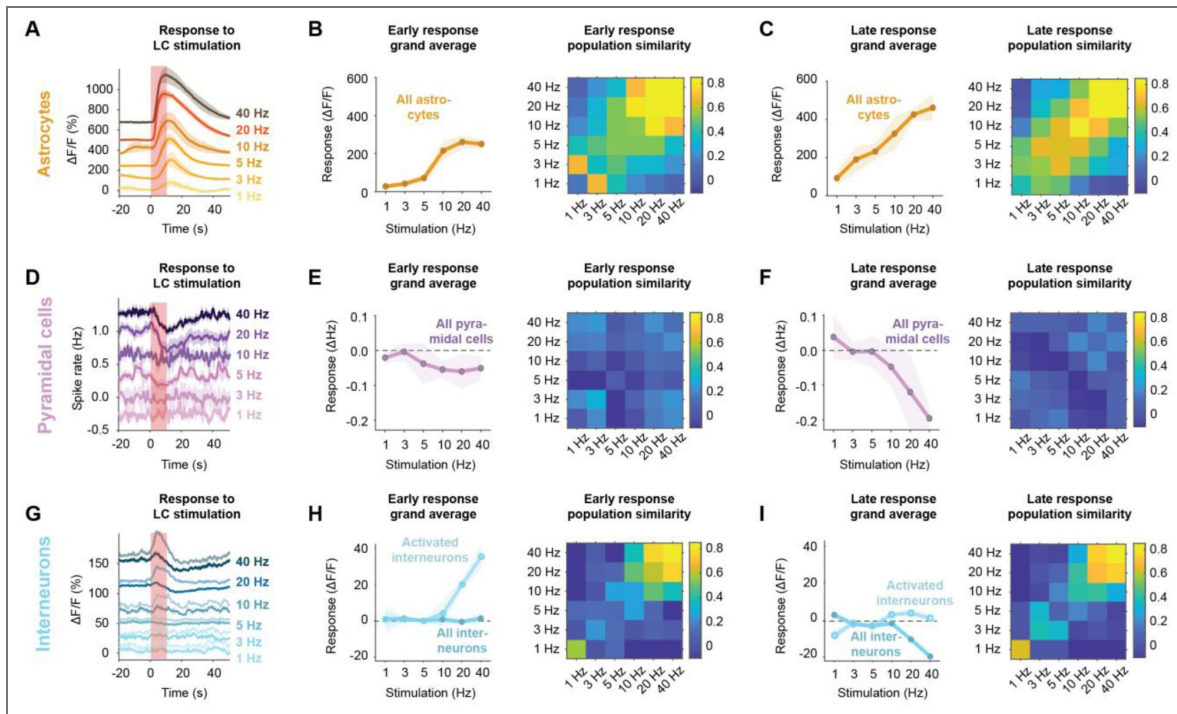 A
Response to
LC stimulation
B
Early response
grand average
Early response
population similarity
C
Late response
grand average
Late response
population similarity
Astrocytes
ΔF/F (%)
1000
800
600
400
200
0
40 Hz
20 Hz
10 Hz
5 Hz
3 Hz
1 Hz
-20 0 20 40
Time (s)
Response (ΔF/F)
600
400
200
0
All astro-
cytes
1 3 5 10 20 40
Stimulation (Hz)
40 Hz
20 Hz
10 Hz
5 Hz
3 Hz
1 Hz
1 Hz 3 Hz 5 Hz 10 Hz 20 Hz 40 Hz
0.8
0.6
0.4
0.2
0
Response (ΔF/F)
600
400
200
0
All astro-
cytes
1 3 5 10 20 40
Stimulation (Hz)
40 Hz
20 Hz
10 Hz
5 Hz
3 Hz
1 Hz
1 Hz 3 Hz 5 Hz 10 Hz 20 Hz 40 Hz
0.8
0.6
0.4
0.2
0
D
Response to
LC stimulation
E
Early response
grand average
Early response
population similarity
F
Late response
grand average
Late response
population similarity
Pyramidal cells
Spike rate (Hz)
1.0
0.5
0.0
-0.5
40 Hz
20 Hz
10 Hz
5 Hz
3 Hz
1 Hz
-20 0 20 40
Time (s)
Response (ΔHz)
0.1
0.0
-0.1
-0.2
All pyra-
midal cells
1 3 5 10 20 40
Stimulation (Hz)
40 Hz
20 Hz
10 Hz
5 Hz
3 Hz
1 Hz
1 Hz 3 Hz 5 Hz 10 Hz 20 Hz 40 Hz
0.8
0.6
0.4
0.2
0
Response (ΔHz)
0.1
0.0
-0.1
-0.2
All pyra-
midal cells
1 3 5 10 20 40
Stimulation (Hz)
40 Hz
20 Hz
10 Hz
5 Hz
3 Hz
1 Hz
1 Hz 3 Hz 5 Hz 10 Hz 20 Hz 40 Hz
0.8
0.6
0.4
0.2
0
G
Response to
LC stimulation
H
Early response
grand average
Early response
population similarity
I
Late response
grand average
Late response
population similarity
Interneurons
ΔF/F (%)
150
100
50
0
40 Hz
20 Hz
10 Hz
5 Hz
3 Hz
1 Hz
-20 0 20 40
Time (s)
Response (ΔF/F)
40
20
0
-20
Activated interneurons
All inter-
neurons
1 3 5 10 20 40
Stimulation (Hz)
40 Hz
20 Hz
10 Hz
5 Hz
3 Hz
1 Hz
1 Hz 3 Hz 5 Hz 10 Hz 20 Hz 40 Hz
0.8
0.6
0.4
0.2
0
Response (ΔF/F)
40
20
0
-20
Activated interneurons
All inter-
neurons
1 3 5 10 20 40
Stimulation (Hz)
40 Hz
20 Hz
10 Hz
5 Hz
3 Hz
1 Hz
1 Hz 3 Hz 5 Hz 10 Hz 20 Hz 40 Hz
0.8
0.6
0.4
0.2
0